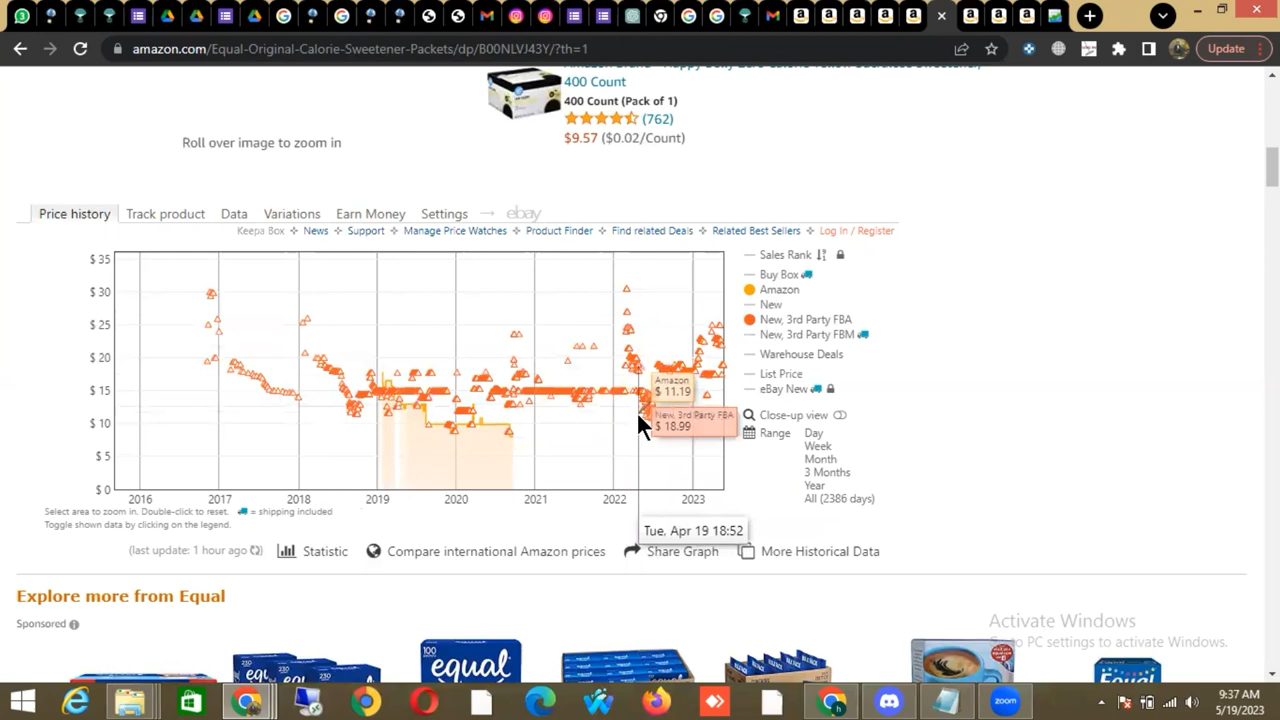 amazon.com/Equal-Original-Calorie-Sweetener-Packets/dp/B00NLVJ43Y/?th=1
Update
400 Count
400 Count (Pack of 1)
(762)
$9.57 ($0.02/Count)
Roll over image to zoom in
Price history Track product Data Variations Earn Money Settings ebay
Keepa Box News Support Manage Price Watches Product Finder Find related Deals Related Best Sellers Log In / Register
$ 35
$ 30
$ 25
$ 20
$ 15
$ 10
$ 5
$ 0
2016 2017 2018 2019 2020 2021 2022 2023
Amazon
$ 11.19
New, 3rd Party FBA
$ 18.99
Tue, Apr 19 18:52
Sales Rank
Buy Box
Amazon
New
New, 3rd Party FBA
New, 3rd Party FBM
Warehouse Deals
List Price
eBay New
Close-up view
Range
Day
Week
Month
3 Months
Year
All (2386 days)
Select area to zoom in. Double-click to reset. = shipping included
Toggle shown data by clicking on the legend.
(last update: 1 hour ago) Statistic Compare international Amazon prices Share Graph More Historical Data
Explore more from Equal
Sponsored
230
230
100
equal
equal
equal
Activate Windows
Go to PC settings to activate Windows.
zoom
9:37 AM
5/19/2023